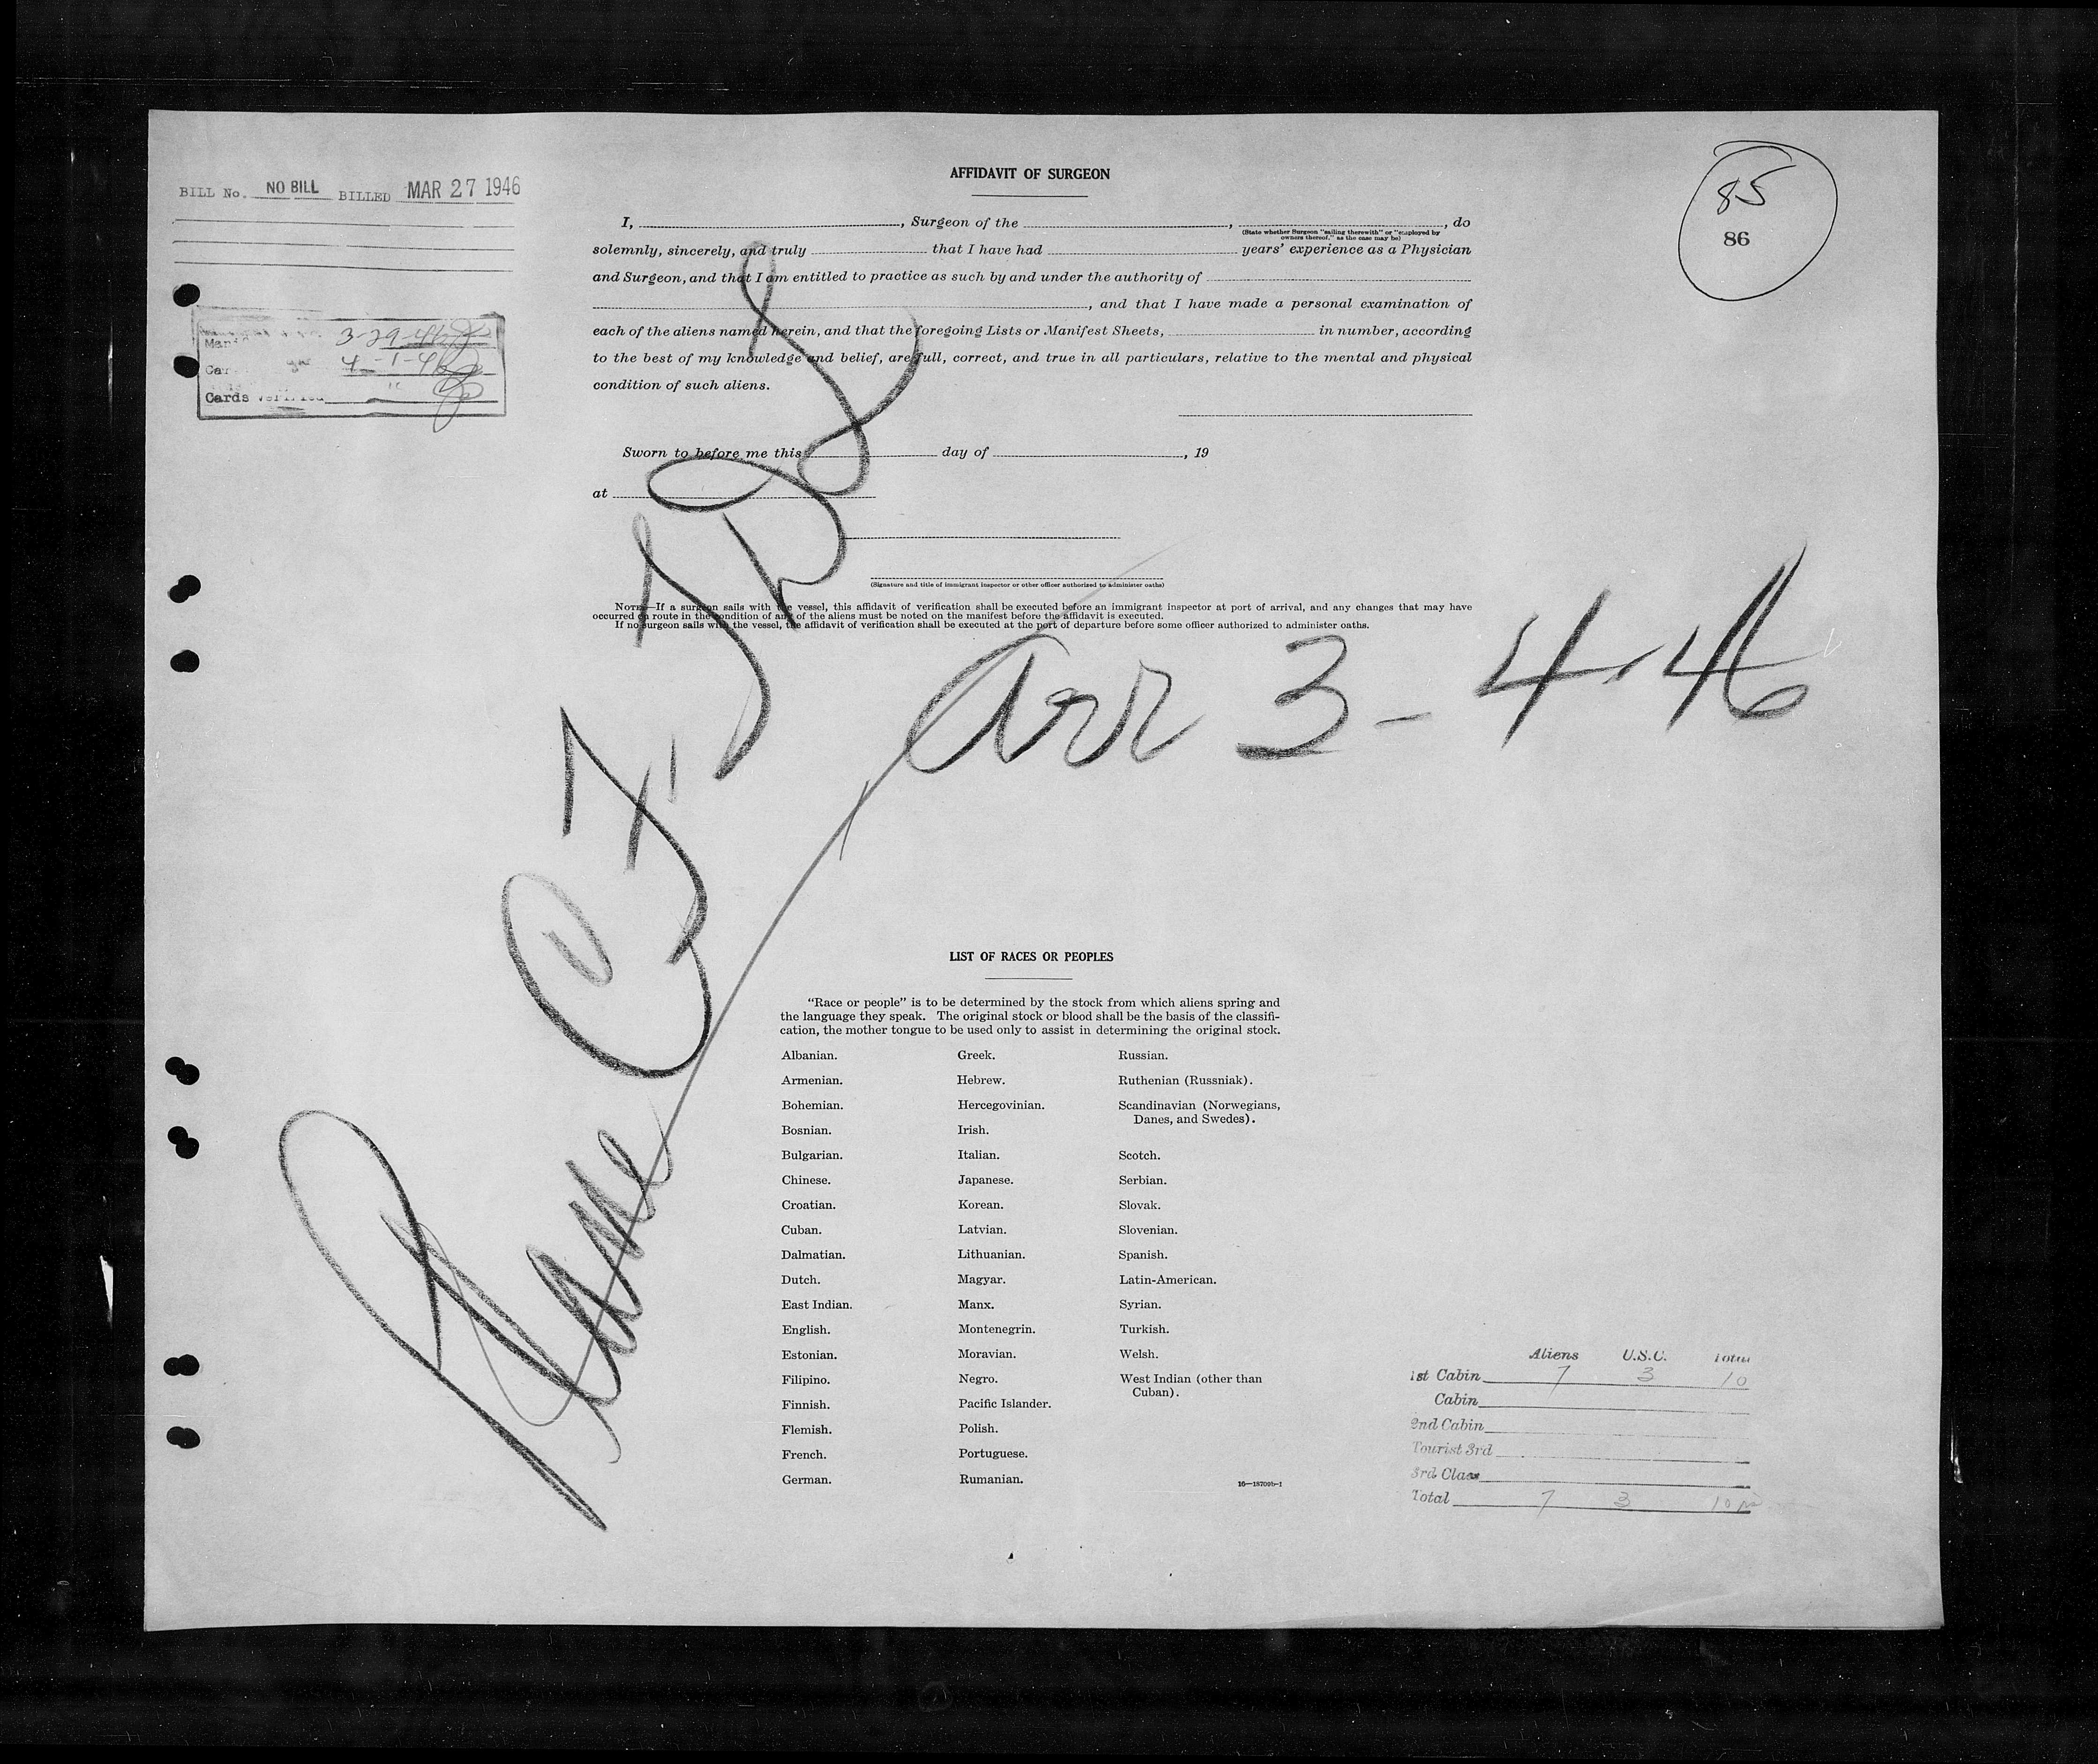 BILL No. NO BILL BILLED MAR 27 1946
3-29-46
4-1-46
Cards Verified
85
86
AFFIDAVIT OF SURGEON
I, , Surgeon of the , , do
(State whether Surgeon "sailing therewith" or "employed by
owners thereof," as the case may be)
solemnly, sincerely, and truly that I have had years' experience as a Physician
and Surgeon, and that I am entitled to practice as such by and under the authority of
, and that I have made a personal examination of
each of the aliens named herein, and that the foregoing Lists or Manifest Sheets, in number, according
to the best of my knowledge and belief, are full, correct, and true in all particulars, relative to the mental and physical
condition of such aliens.
Sworn to before me this day of , 19
at
(Signature and title of immigrant inspector or other officer authorized to administer oaths)
NOTE—If a surgeon sails with the vessel, this affidavit of verification shall be executed before an immigrant inspector at port of arrival, and any changes that may have
occurred en route in the condition of any of the aliens must be noted on the manifest before the affidavit is executed.
If no surgeon sails with the vessel, the affidavit of verification shall be executed at the port of departure before some officer authorized to administer oaths.
Plane
arr 3-4-46
LIST OF RACES OR PEOPLES
"Race or people" is to be determined by the stock from which aliens spring and
the language they speak. The original stock or blood shall be the basis of the classifi-
cation, the mother tongue to be used only to assist in determining the original stock.
Albanian. Greek. Russian.
Armenian. Hebrew. Ruthenian (Russniak).
Bohemian. Hercegovinian. Scandinavian (Norwegians,
Danes, and Swedes).
Bosnian. Irish.
Bulgarian. Italian. Scotch.
Chinese. Japanese. Serbian.
Croatian. Korean. Slovak.
Cuban. Latvian. Slovenian.
Dalmatian. Lithuanian. Spanish.
Dutch. Magyar. Latin-American.
East Indian. Manx. Syrian.
English. Montenegrin. Turkish.
Estonian. Moravian. Welsh.
Filipino. Negro. West Indian (other than
Cuban).
Finnish. Pacific Islander.
Flemish. Polish.
French. Portuguese.
German. Rumanian.
16—18709b-1
Aliens U.S.C. Total
1st Cabin 7 3 10
Cabin
2nd Cabin
Tourist 3rd
3rd Class
Total 7 3 10